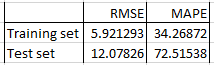 RMSE MAPE
Training set 5.921293 34.26872
Test set 12.07826 72.51538